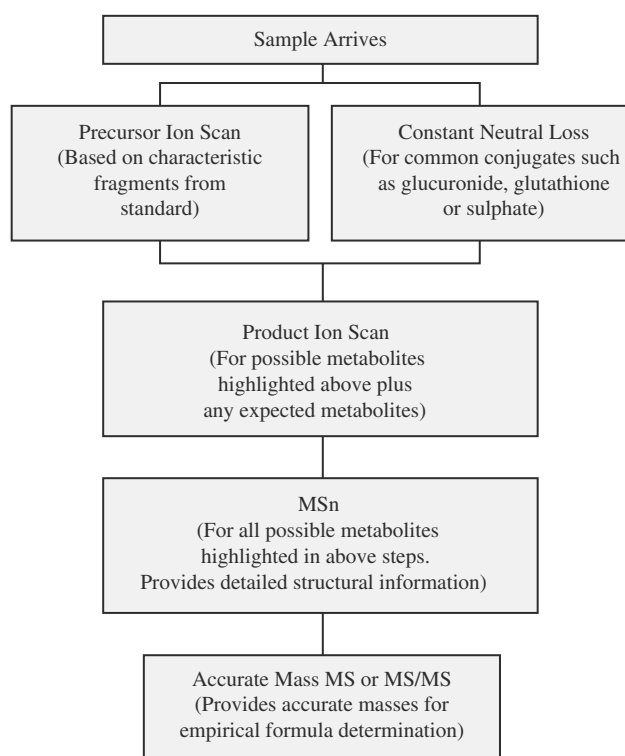 Sample Arrives
Precursor Ion Scan
(Based on characteristic
fragments from
standard)
Constant Neutral Loss
(For common conjugates such
as glucuronide, glutathione
or sulphate)
Product Ion Scan
(For possible metabolites
highlighted above plus
any expected metabolites)
MSn
(For all possible metabolites
highlighted in above steps.
Provides detailed structural information)
Accurate Mass MS or MS/MS
(Provides accurate masses for
empirical formula determination)